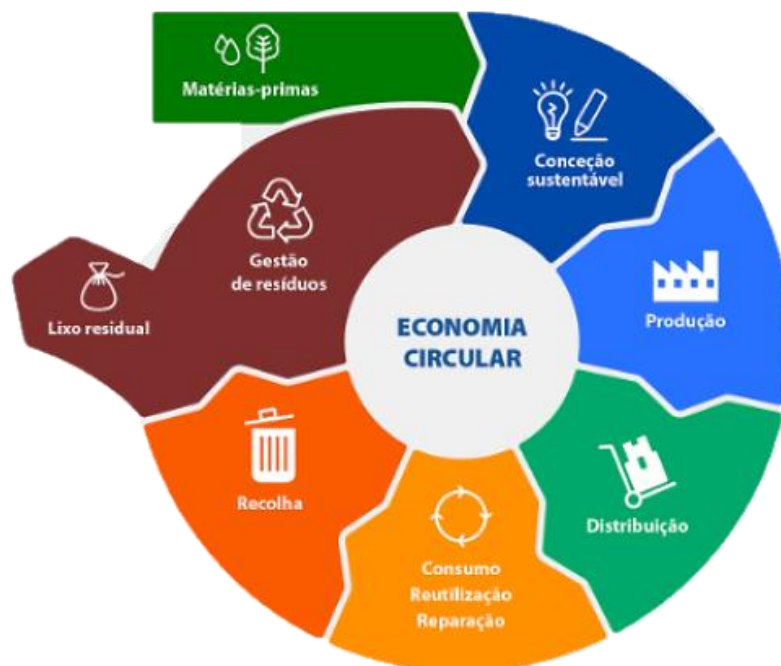 Matérias-primas
Conceção
sustentável
Produção
Distribuição
Consumo
Reutilização
Reparação
Recolha
Gestão
de resíduos
Lixo residual
ECONOMIA
CIRCULAR